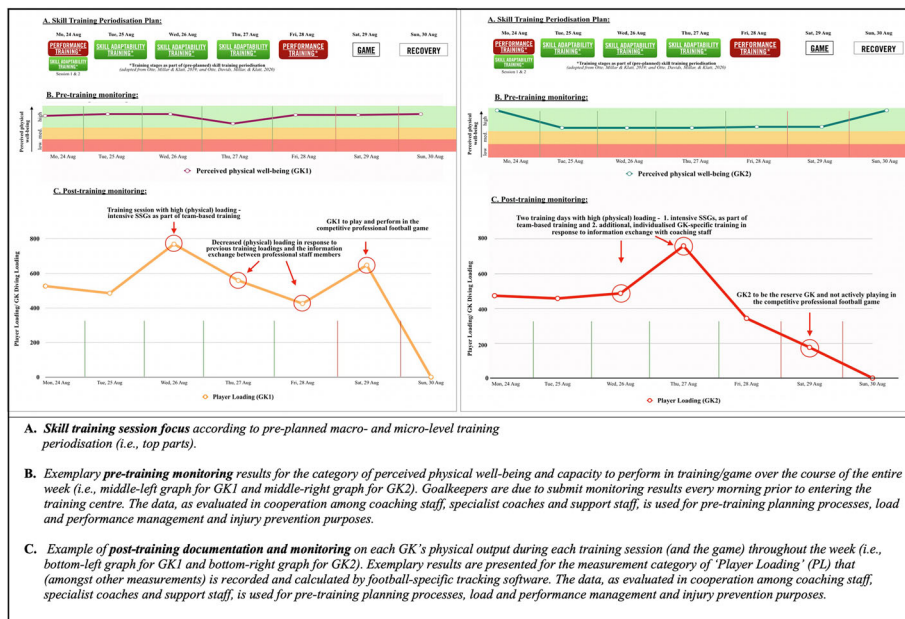 A. Skill Training Periodisation Plan:
Mo, 24 Aug
Tue, 25 Aug
Wed, 26 Aug
Thu, 27 Aug
Fri, 28 Aug
Sat, 29 Aug
Sun, 30 Aug
PERFORMANCE TRAINING*
SKILL ADAPTABILITY TRAINING*
Session 1 & 2
SKILL ADAPTABILITY TRAINING*
SKILL ADAPTABILITY TRAINING*
SKILL ADAPTABILITY TRAINING*
PERFORMANCE TRAINING*
GAME
RECOVERY
*Training stages as part of (pre-planned) skill training periodisation
(adopted from Otte, Millar & Klatt, 2019; and Otte, Davids, Millar & Klatt, 2020)
B. Pre-training monitoring:
Perceived physical
well-being
high
med.
low
Mo, 24 Aug
Tue, 25 Aug
Wed, 26 Aug
Thu, 27 Aug
Fri, 28 Aug
Sat, 29 Aug
Sun, 30 Aug
Perceived physical well-being (GK1)
C. Post-training monitoring:
Training session with high (physical) loading -
intensive SSGs as part of team-based training
GK1 to play and perform in the
competitive professional football game
Decreased (physical) loading in response to
previous training loadings and the information
exchange between professional staff members
Player Loading/ GK Diving Loading
800
600
400
200
0
Mon, 24 Aug
Tue, 25 Aug
Wed, 26 Aug
Thu, 27 Aug
Fri, 28 Aug
Sat, 29 Aug
Sun, 30 Aug
Player Loading (GK1)
A. Skill Training Periodisation Plan:
Mo, 24 Aug
Tue, 25 Aug
Wed, 26 Aug
Thu, 27 Aug
Fri, 28 Aug
Sat, 29 Aug
Sun, 30 Aug
PERFORMANCE TRAINING*
SKILL ADAPTABILITY TRAINING*
Session 1 & 2
SKILL ADAPTABILITY TRAINING*
SKILL ADAPTABILITY TRAINING*
SKILL ADAPTABILITY TRAINING*
PERFORMANCE TRAINING*
GAME
RECOVERY
*Training stages as part of (pre-planned) skill training periodisation
(adopted from Otte, Millar & Klatt, 2019; and Otte, Davids, Millar & Klatt, 2020)
B. Pre-training monitoring:
Perceived physical
well-being
high
med.
low
Mo, 24 Aug
Tue, 25 Aug
Wed, 26 Aug
Thu, 27 Aug
Fri, 28 Aug
Sat, 29 Aug
Sun, 30 Aug
Perceived physical well-being (GK2)
C. Post-training monitoring:
Two training days with high (physical) loading - 1. intensive SSGs, as part of
team-based training and 2. additional, individualised GK-specific training in
response to information exchange with coaching staff
GK2 to be the reserve GK and not actively playing in
the competitive professional football game
Player Loading/ GK Diving Loading
800
600
400
200
0
Mon, 24 Aug
Tue, 25 Aug
Wed, 26 Aug
Thu, 27 Aug
Fri, 28 Aug
Sat, 29 Aug
Sun, 30 Aug
Player Loading (GK2)
A. Skill training session focus according to pre-planned macro- and micro-level training
periodisation (i.e., top parts).
B. Exemplary pre-training monitoring results for the category of perceived physical well-being and capacity to perform in training/game over the course of the entire
week (i.e., middle-left graph for GK1 and middle-right graph for GK2). Goalkeepers are due to submit monitoring results every morning prior to entering the
training centre. The data, as evaluated in cooperation among coaching staff, specialist coaches and support staff, is used for pre-training planning processes, load
and performance management and injury prevention purposes.
C. Example of post-training documentation and monitoring on each GK's physical output during each training session (and the game) throughout the week (i.e.,
bottom-left graph for GK1 and bottom-right graph for GK2). Exemplary results are presented for the measurement category of 'Player Loading' (PL) that
(amongst other measurements) is recorded and calculated by football-specific tracking software. The data, as evaluated in cooperation among coaching staff,
specialist coaches and support staff, is used for pre-training planning processes, load and performance management and injury prevention purposes.